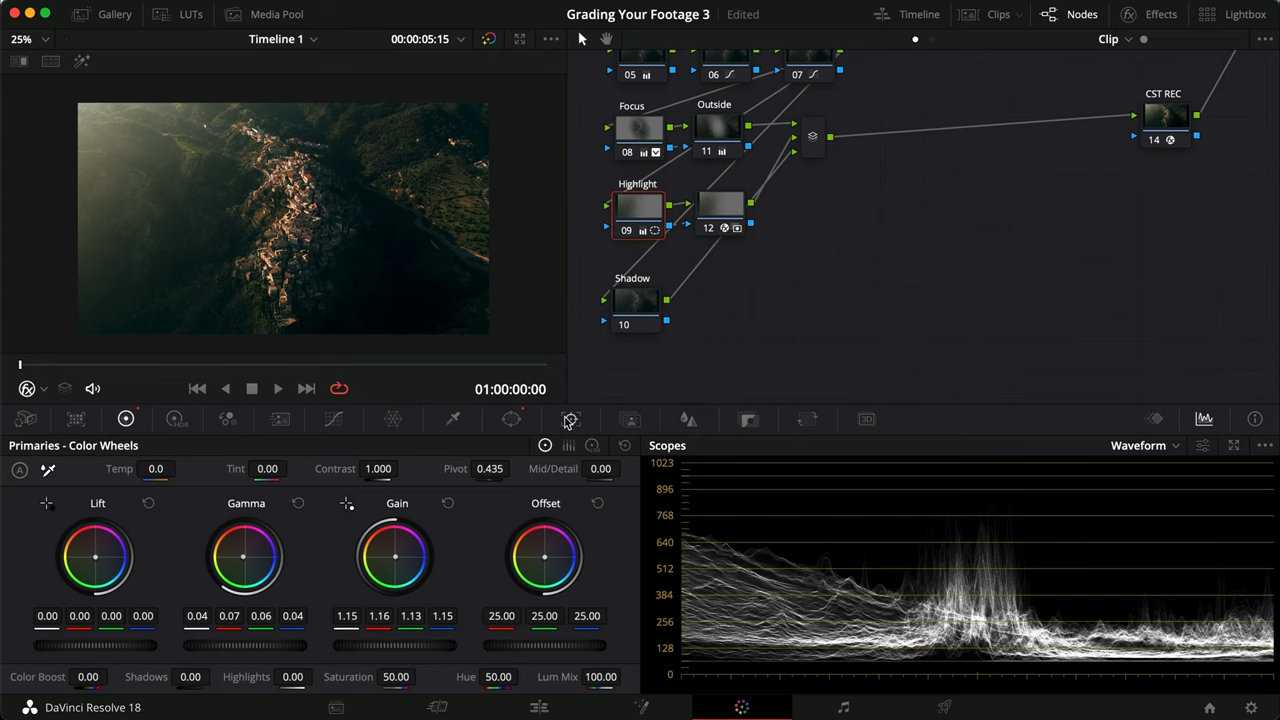 Gallery LUTs Media Pool Grading Your Footage 3 Edited Timeline Clips Nodes Effects Lightbox
25% Timeline 1 00:00:05:15 Clip
05 06 07
Focus Outside CST REC
08 11 14
Highlight
09 12
Shadow
10
01:00:00:00
HDR 3D
Primaries - Color Wheels Scopes Waveform
A Temp 0.0 Tint 0.00 Contrast 1.000 Pivot 0.435 Mid/Detail 0.00
Lift Gamma Gain Offset
0.00 0.00 0.00 0.00 0.04 0.07 0.06 0.04 1.15 1.16 1.13 1.15 25.00 25.00 25.00
Color Boost 0.00 Shadows 0.00 Highlights 0.00 Saturation 50.00 Hue 50.00 Lum Mix 100.00
1023
896
768
640
512
384
256
128
0
DaVinci Resolve 18